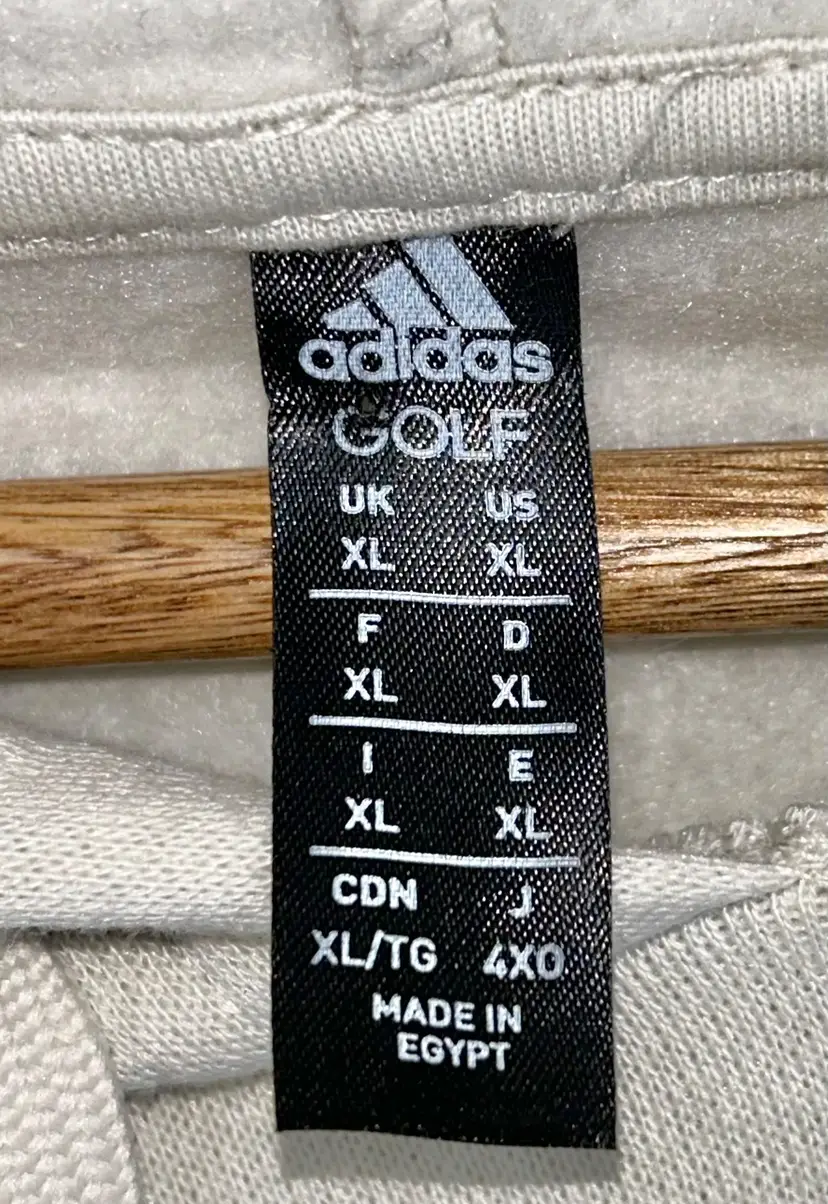 adidas
GOLF
UK US
XL XL
F D
XL XL
I E
XL XL
CDN J
XL/TG 4XO
MADE IN
EGYPT